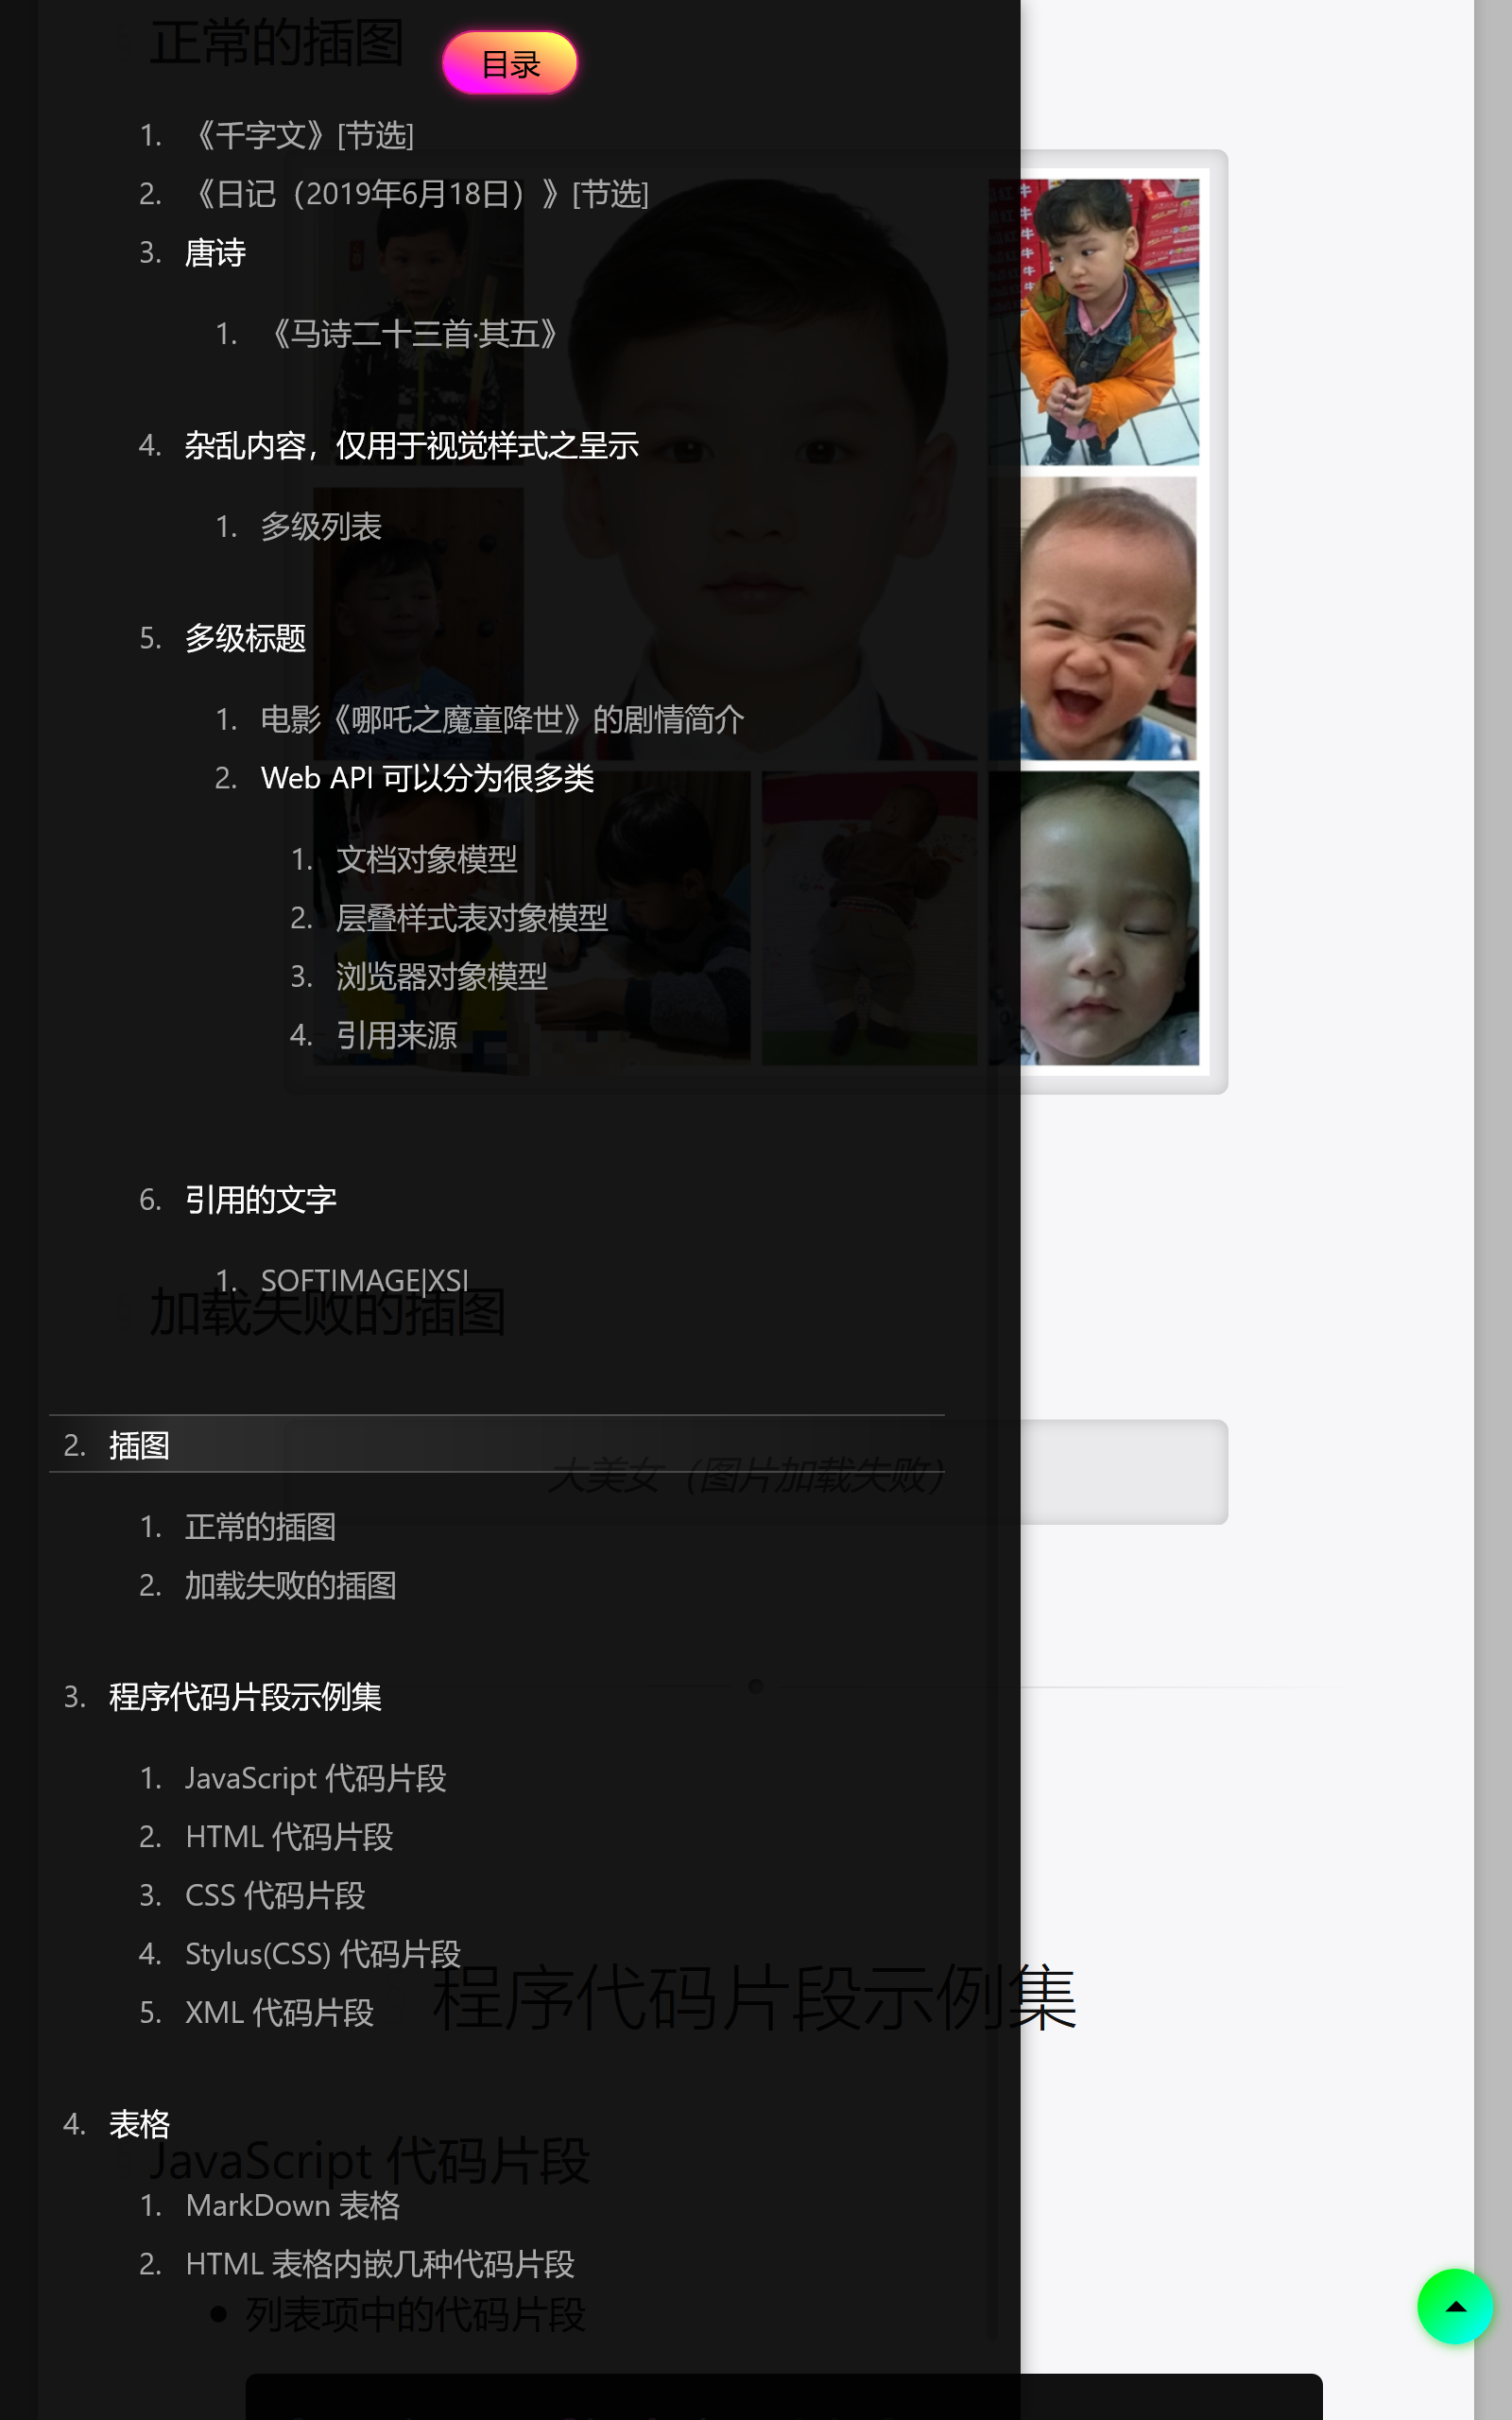 正常的插图
目录
1. 《千字文》[节选]
2. 《日记（2019年6月18日）》[节选]
3. 唐诗
1. 《马诗二十三首·其五》
4. 杂乱内容，仅用于视觉样式之呈示
1. 多级列表
5. 多级标题
1. 电影《哪吒之魔童降世》的剧情简介
2. Web API 可以分为很多类
1. 文档对象模型
2. 层叠样式表对象模型
3. 浏览器对象模型
4. 引用来源
6. 引用的文字
1. SOFTIMAGE|XSI
加载失败的插图
2. 插图
大美女（图片加载失败）
1. 正常的插图
2. 加载失败的插图
3. 程序代码片段示例集
1. JavaScript 代码片段
2. HTML 代码片段
3. CSS 代码片段
4. Stylus(CSS) 代码片段
程序代码片段示例集
5. XML 代码片段
4. 表格
JavaScript 代码片段
1. MarkDown 表格
2. HTML 表格内嵌几种代码片段
• 列表项中的代码片段